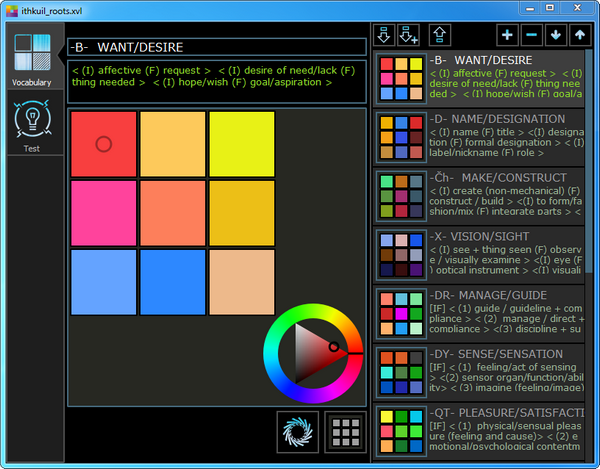 ithkuil_roots.xvl
Vocabulary
Test
-B- WANT/DESIRE
< (I) affective (F) request > < (I) desire of need/lack (F)
thing needed > < (I) hope/wish (F) goal/aspiration >
-B- WANT/DESIRE
< (I) affective (F) request > < (I)
desire of need/lack (F) thing nee
ded > < (I) hope/wish (F) goal/a
-D- NAME/DESIGNATION
< (I) name (F) title > <(I) designa
tion (F) formal designation > < (I)
label/nickname (F) role >
-Čh- MAKE/CONSTRUCT
< (I) create (non-mechanical) (F)
construct / build > <(I) to form/fa
shion/mix (F) integrate parts > <
-X- VISION/SIGHT
< (I) see + thing seen (F) observ
e / visually examine > <(I) eye (F
) optical instrument > <(I) visuali
-DR- MANAGE/GUIDE
[IF] < (1) guide / guideline + com
pliance > < (2) manage / direct +
compliance > <(3) discipline + su
-DY- SENSE/SENSATION
[IF] < (1) feeling/act of sensing
> <(2) sensor organ/function/abil
ity> <(3) imagine (feeling/image)
-QT- PLEASURE/SATISFACTI
[IF] < (1) physical/sensual pleas
ure (feeling and cause)> < (2) e
motional/psychological contentm